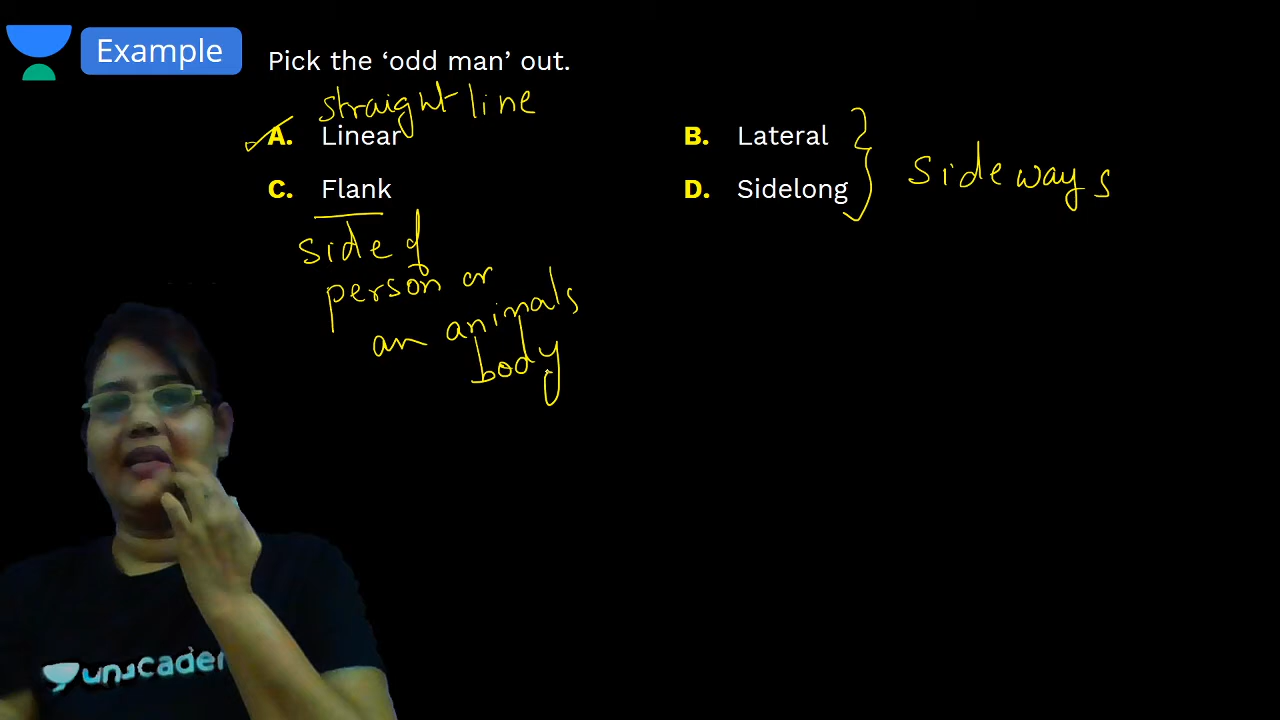 Example
Pick the ‘odd man’ out.
straight line
A. Linear
B. Lateral
C. Flank
D. Sidelong
sideways
side of
person or
an animals
body
unacademy